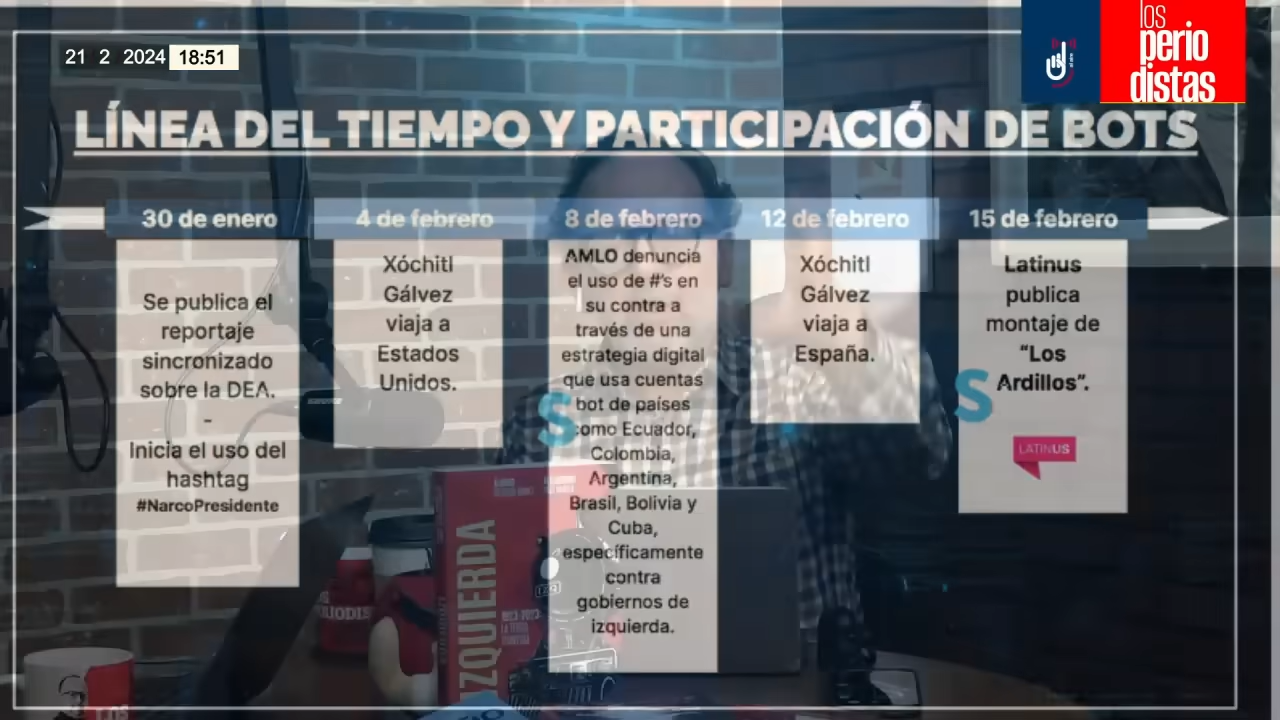 21 2 2024 18:51
los
perio
distas
LÍNEA DEL TIEMPO Y PARTICIPACIÓN DE BOTS
30 de enero
Se publica el
reportaje
sincronizado
sobre la DEA.
-
Inicia el uso del
hashtag
#NarcoPresidente
4 de febrero
Xóchitl
Gálvez
viaja a
Estados
Unidos.
8 de febrero
AMLO denuncia
el uso de #'s en
su contra a
través de una
estrategia digital
que usa cuentas
bot de países
como Ecuador,
Colombia,
Argentina,
Brasil, Bolivia y
Cuba,
específicamente
contra
gobiernos de
izquierda.
12 de febrero
Xóchitl
Gálvez
viaja a
España.
15 de febrero
Latinus
publica
montaje de
“Los
Ardillos”.
LATINUS
S
S
IZQUIERDA